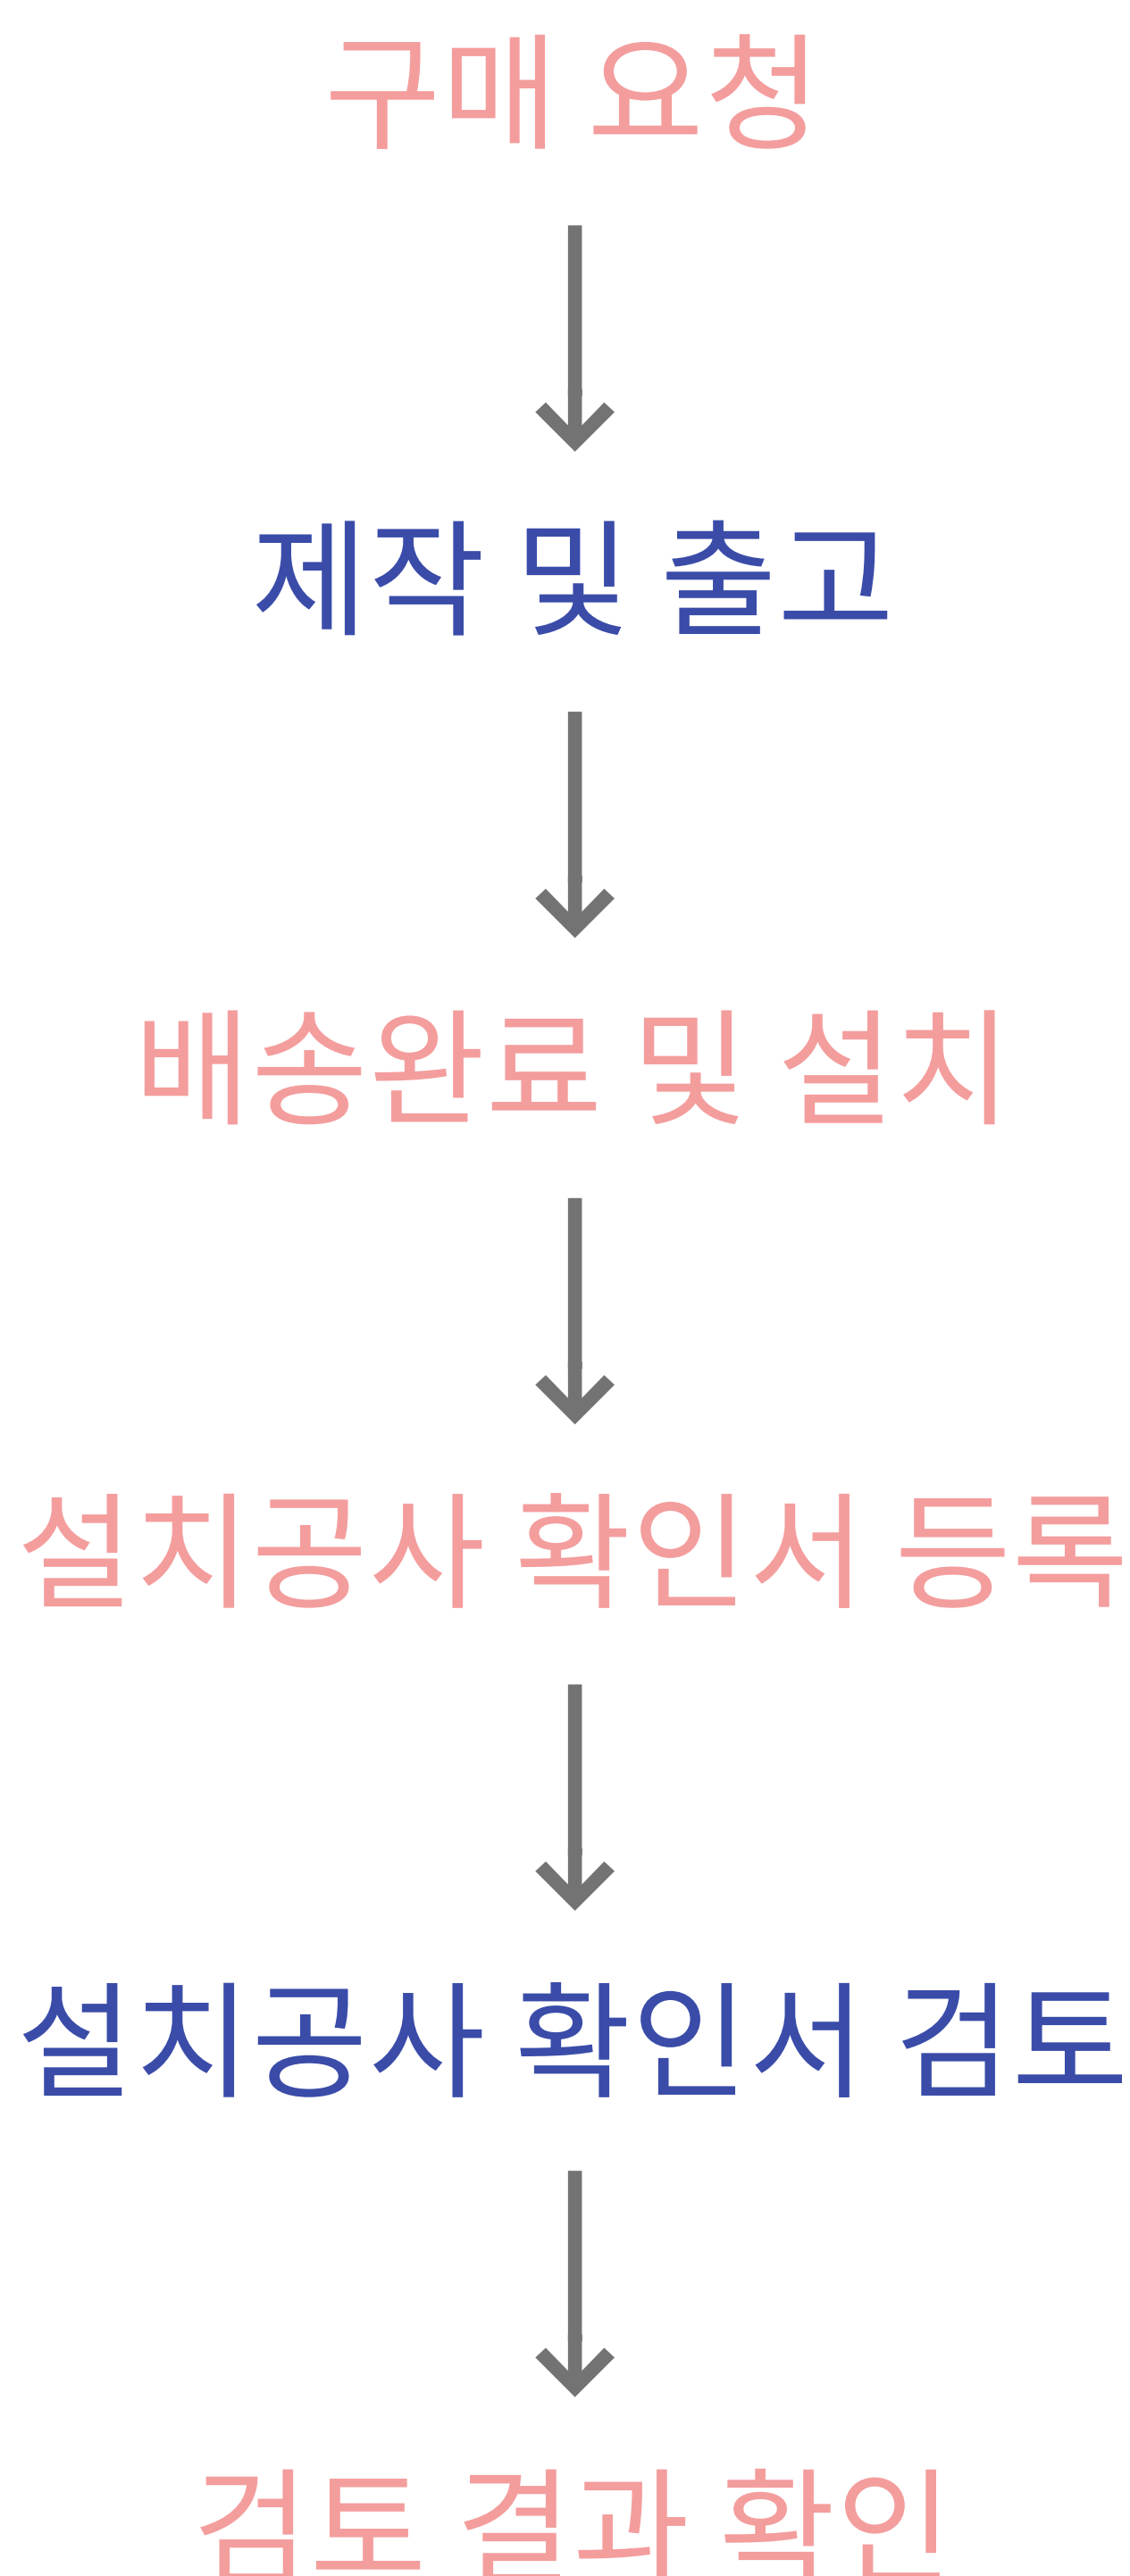 구매 요청
제작 및 출고
배송완료 및 설치
설치공사 확인서 등록
설치공사 확인서 검토
검토 결과 확인